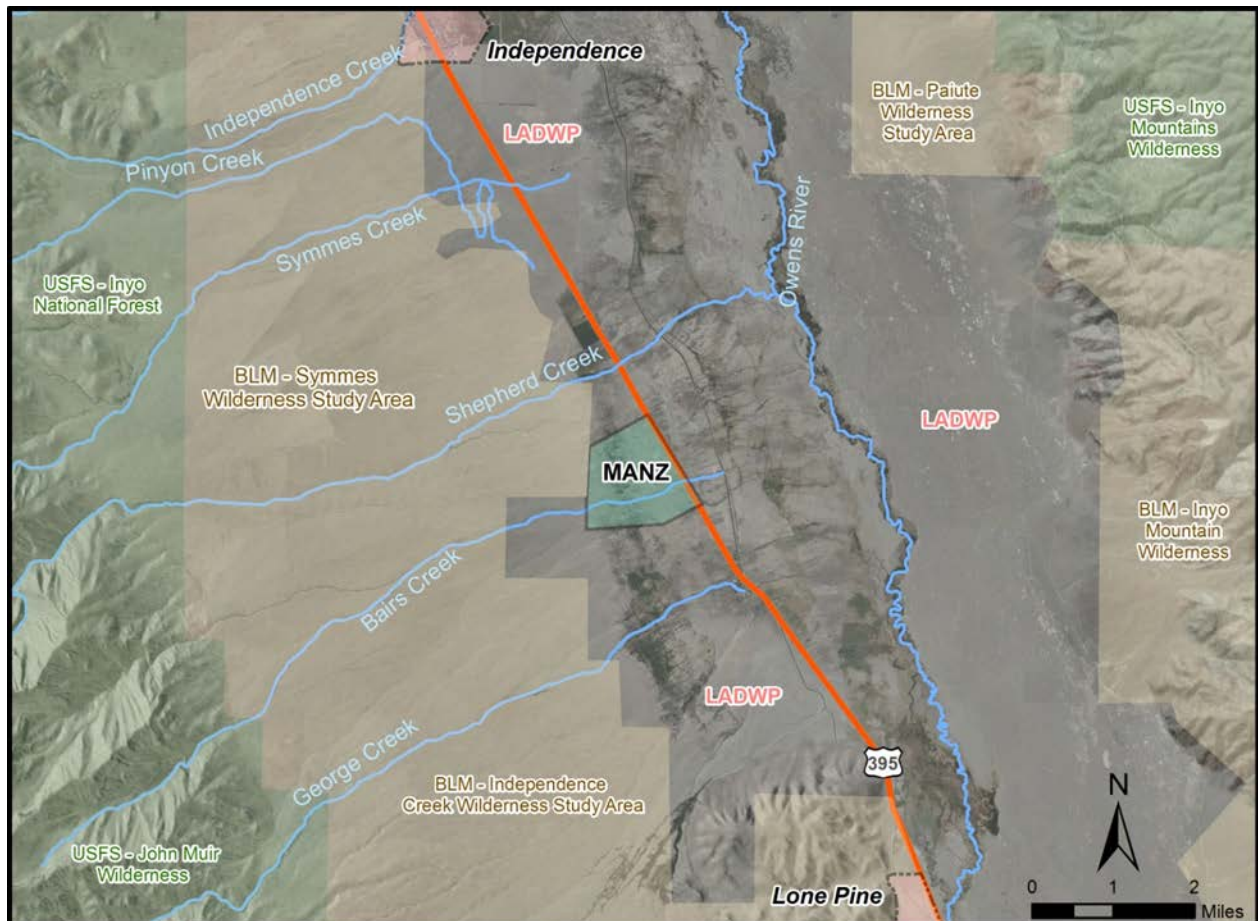 Independence
Independence Creek
LADWP
BLM - Paiute
Wilderness
Study Area
USFS - Inyo
Mountains
Wilderness
Pinyon Creek
Symmes Creek
Owens River
USFS - Inyo
National Forest
BLM - Symmes
Wilderness Study Area
Shepherd Creek
LADWP
MANZ
BLM - Inyo
Mountain
Wilderness
Bairs Creek
LADWP
George Creek
395
BLM - Independence
Creek Wilderness Study Area
N
USFS - John Muir
Wilderness
Lone Pine
0 1 2
Miles